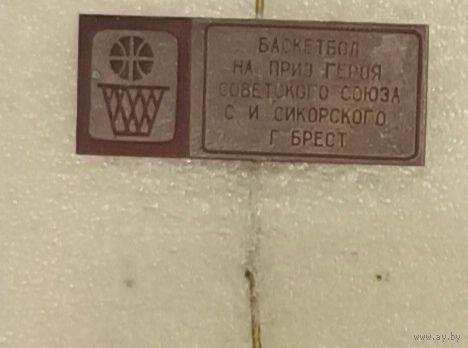 БАСКЕТБОЛ
НА ПРИЗ ГЕРОЯ
СОВЕТСКОГО СОЮЗА
С И СИКОРСКОГО
Г БРЕСТ
www.ay.by